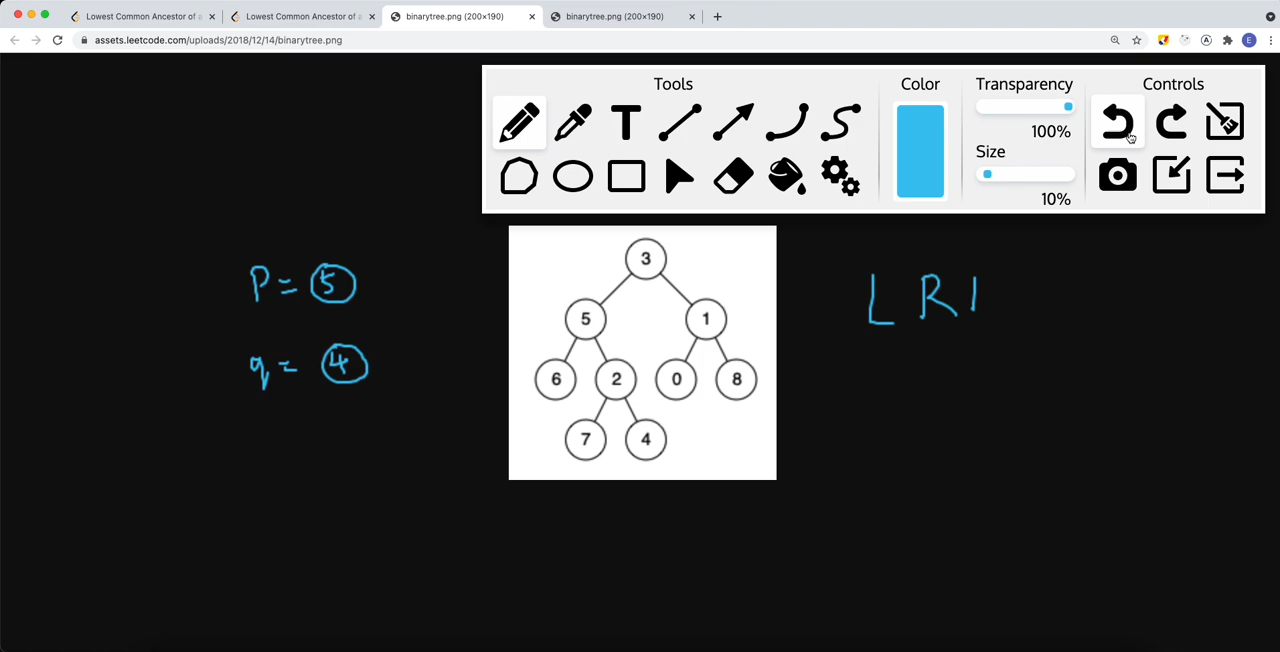 Lowest Common Ancestor of a
Lowest Common Ancestor of a
binarytree.png (200×190)
binarytree.png (200×190)
assets.leetcode.com/uploads/2018/12/14/binarytree.png
A
E
Tools
Color
Transparency
Controls
T
100%
Size
10%
P = 5
q = 4
3
5 1
6 2 0 8
7 4
L R I